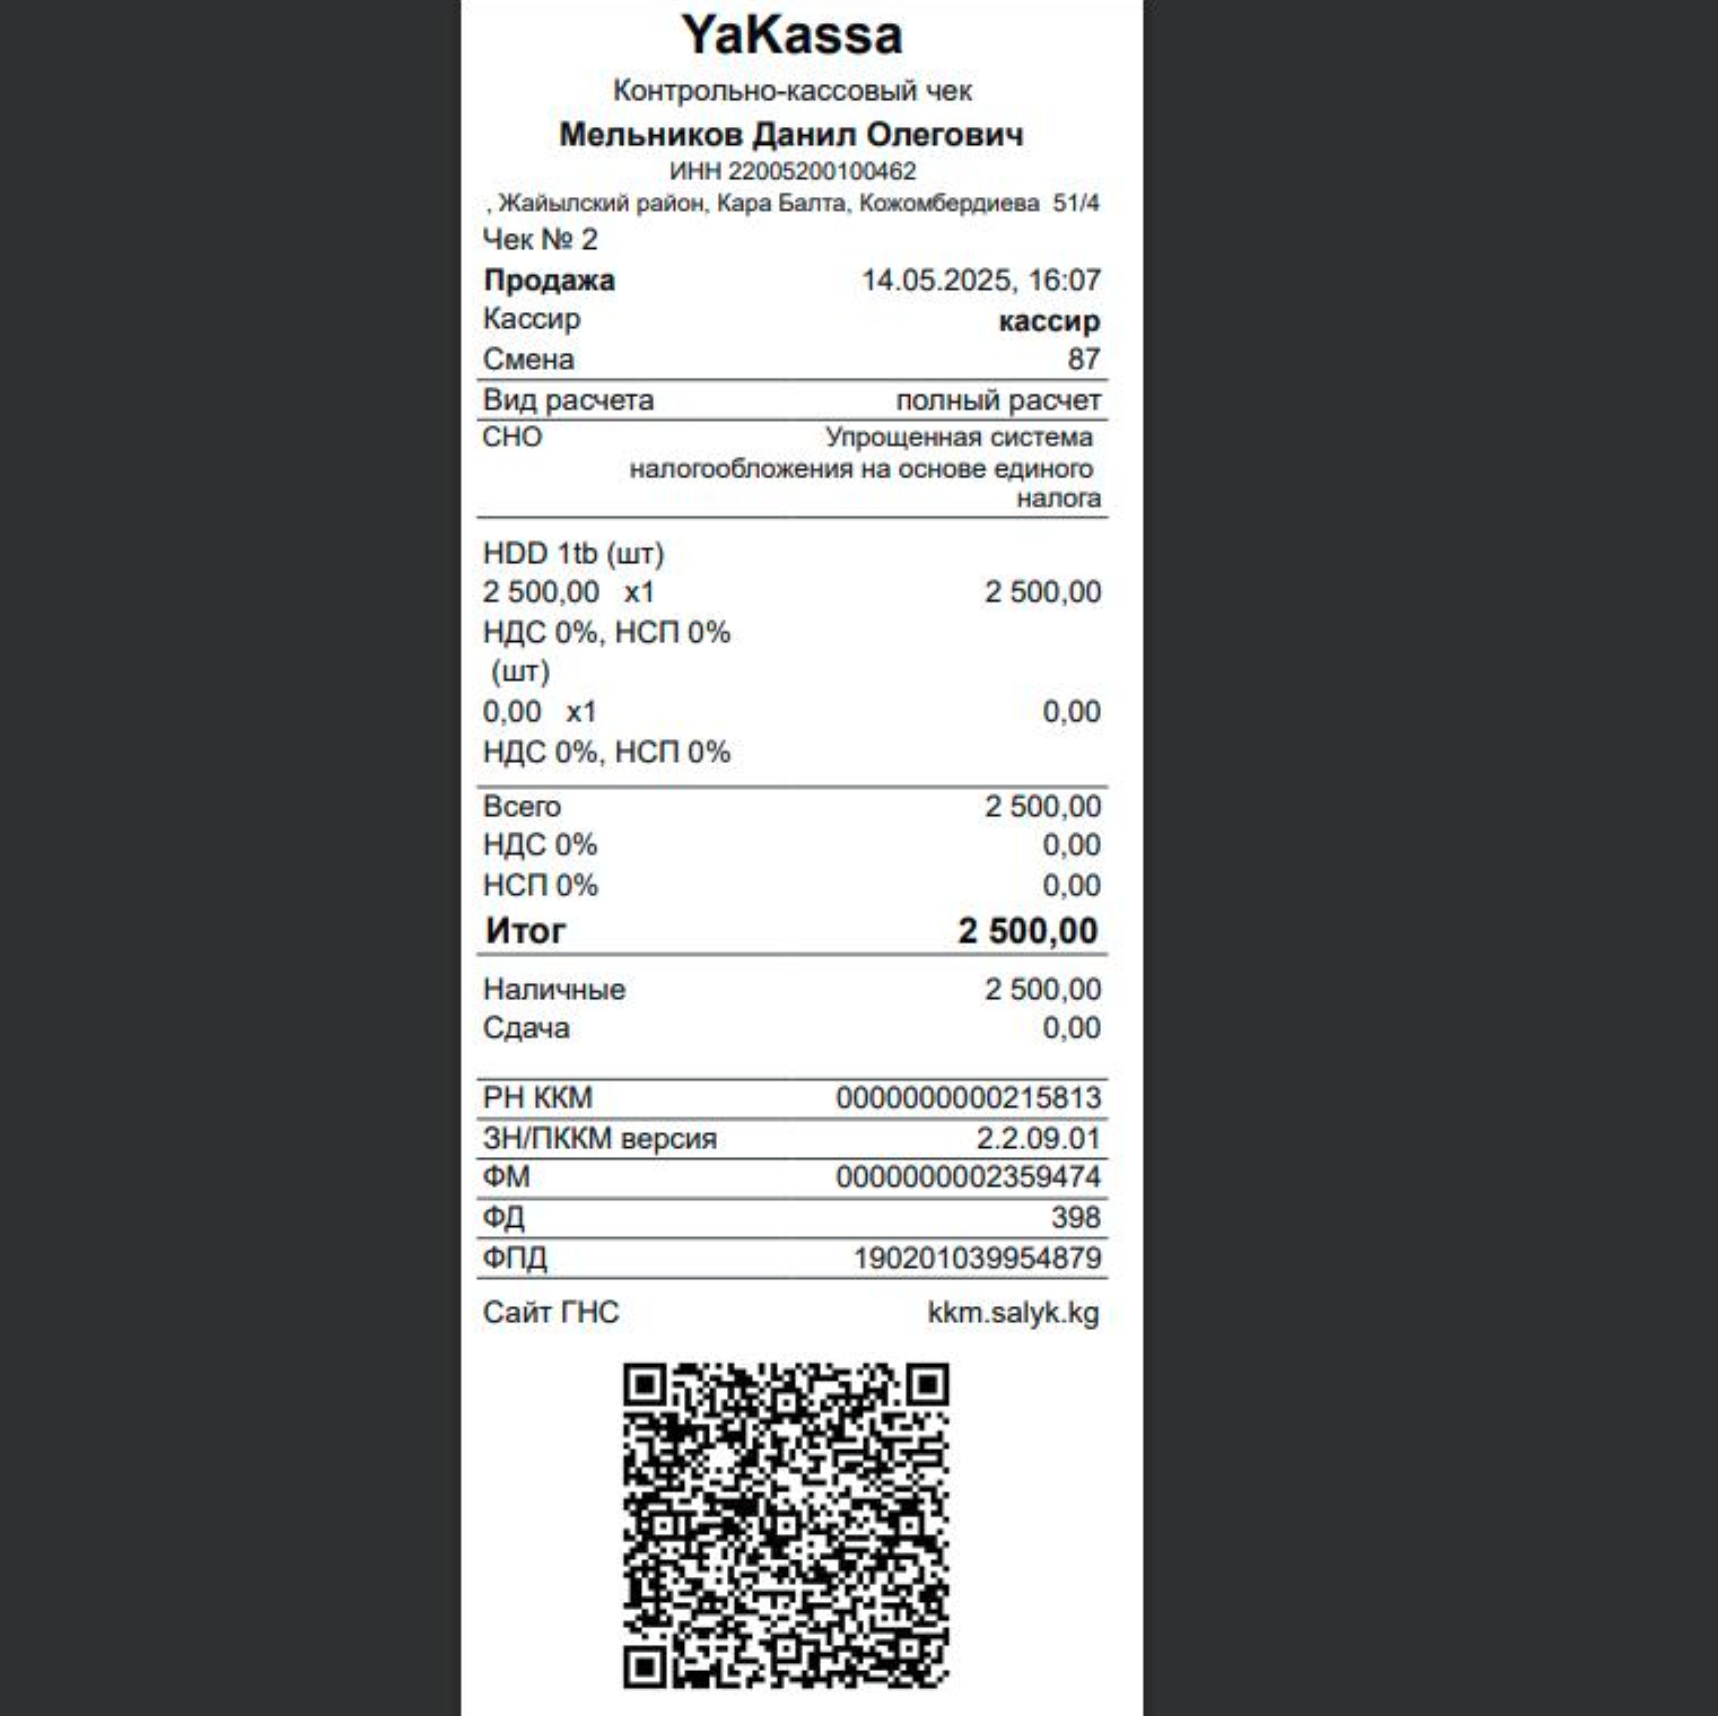 YaKassa
Контрольно-кассовый чек
Мельников Данил Олегович
ИНН 22005200100462
, Жайылский район, Кара Балта, Кожомбердиева 51/4
Чек № 2
Продажа 14.05.2025, 16:07
Кассир кассир
Смена 87
Вид расчета полный расчет
СНО Упрощенная система
налогообложения на основе единого
налога
HDD 1tb (шт)
2 500,00 x1 2 500,00
НДС 0%, НСП 0%
(шт)
0,00 x1 0,00
НДС 0%, НСП 0%
Всего 2 500,00
НДС 0% 0,00
НСП 0% 0,00
Итог 2 500,00
Наличные 2 500,00
Сдача 0,00
РН ККМ 0000000000215813
ЗН/ПККМ версия 2.2.09.01
ФМ 0000000002359474
ФД 398
ФПД 190201039954879
Сайт ГНС kkm.salyk.kg